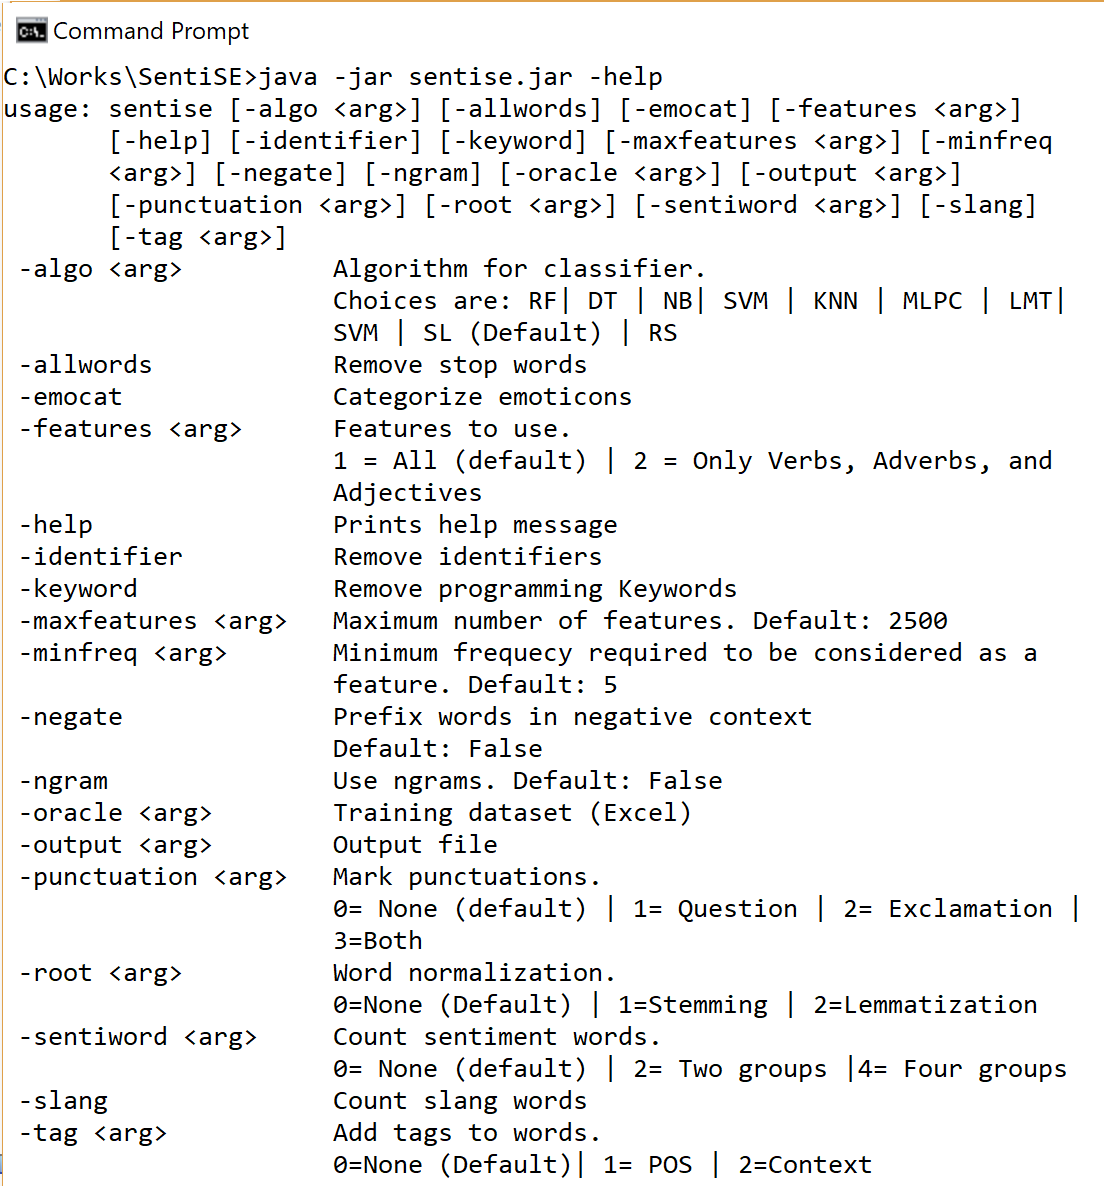 Command Prompt
C:\Works\SentiSE>java -jar sentise.jar -help
usage: sentise [-algo <arg>] [-allwords] [-emocat] [-features <arg>]
       [-help] [-identifier] [-keyword] [-maxfeatures <arg>] [-minfreq
       <arg>] [-negate] [-ngram] [-oracle <arg>] [-output <arg>]
       [-punctuation <arg>] [-root <arg>] [-sentiword <arg>] [-slang]
       [-tag <arg>]
 -algo <arg>          Algorithm for classifier.
                      Choices are: RF| DT | NB| SVM | KNN | MLPC | LMT|
                      SVM | SL (Default) | RS
 -allwords            Remove stop words
 -emocat              Categorize emoticons
 -features <arg>      Features to use.
                      1 = All (default) | 2 = Only Verbs, Adverbs, and
                      Adjectives
 -help                Prints help message
 -identifier          Remove identifiers
 -keyword             Remove programming Keywords
 -maxfeatures <arg>   Maximum number of features. Default: 2500
 -minfreq <arg>       Minimum frequecy required to be considered as a
                      feature. Default: 5
 -negate              Prefix words in negative context
                      Default: False
 -ngram               Use ngrams. Default: False
 -oracle <arg>        Training dataset (Excel)
 -output <arg>        Output file
 -punctuation <arg>   Mark punctuations.
                      0= None (default) | 1= Question | 2= Exclamation |
                      3=Both
 -root <arg>          Word normalization.
                      0=None (Default) | 1=Stemming | 2=Lemmatization
 -sentiword <arg>     Count sentiment words.
                      0= None (default) | 2= Two groups |4= Four groups
 -slang               Count slang words
 -tag <arg>           Add tags to words.
                      0=None (Default)| 1= POS | 2=Context